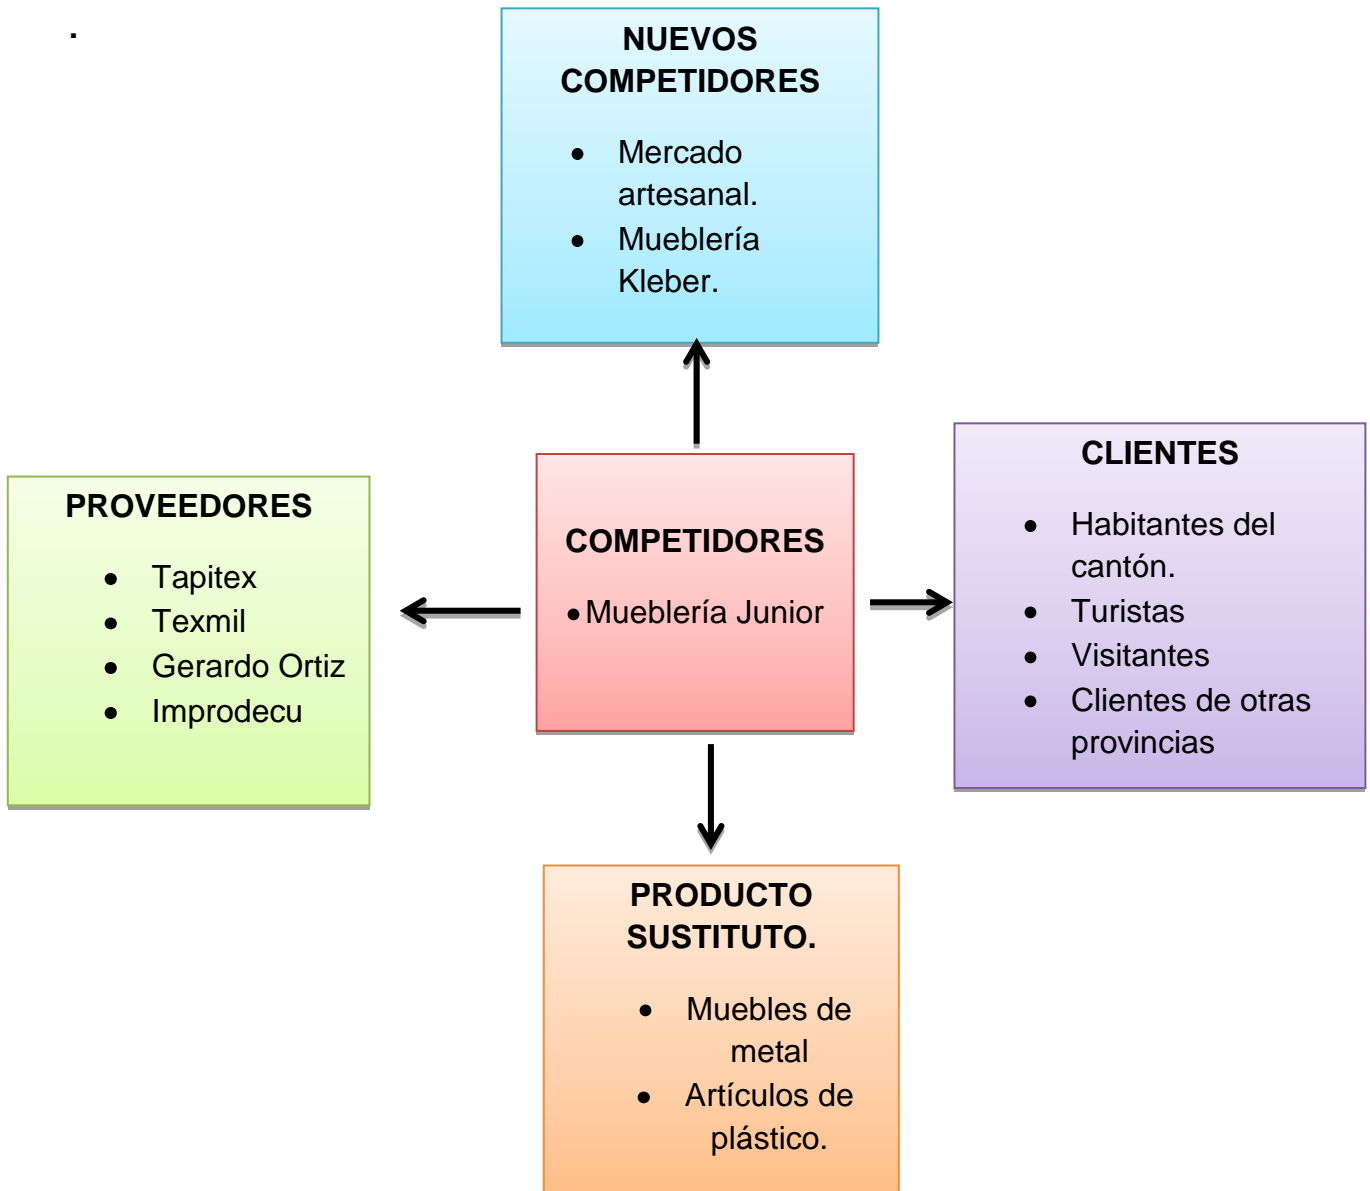 .
NUEVOS
COMPETIDORES
• Mercado
artesanal.
• Mueblería
Kleber.
PROVEEDORES
• Tapitex
• Texmil
• Gerardo Ortiz
• Improdecu
COMPETIDORES
• Mueblería Junior
CLIENTES
• Habitantes del
cantón.
• Turistas
• Visitantes
• Clientes de otras
provincias
PRODUCTO
SUSTITUTO.
• Muebles de
metal
• Artículos de
plástico.